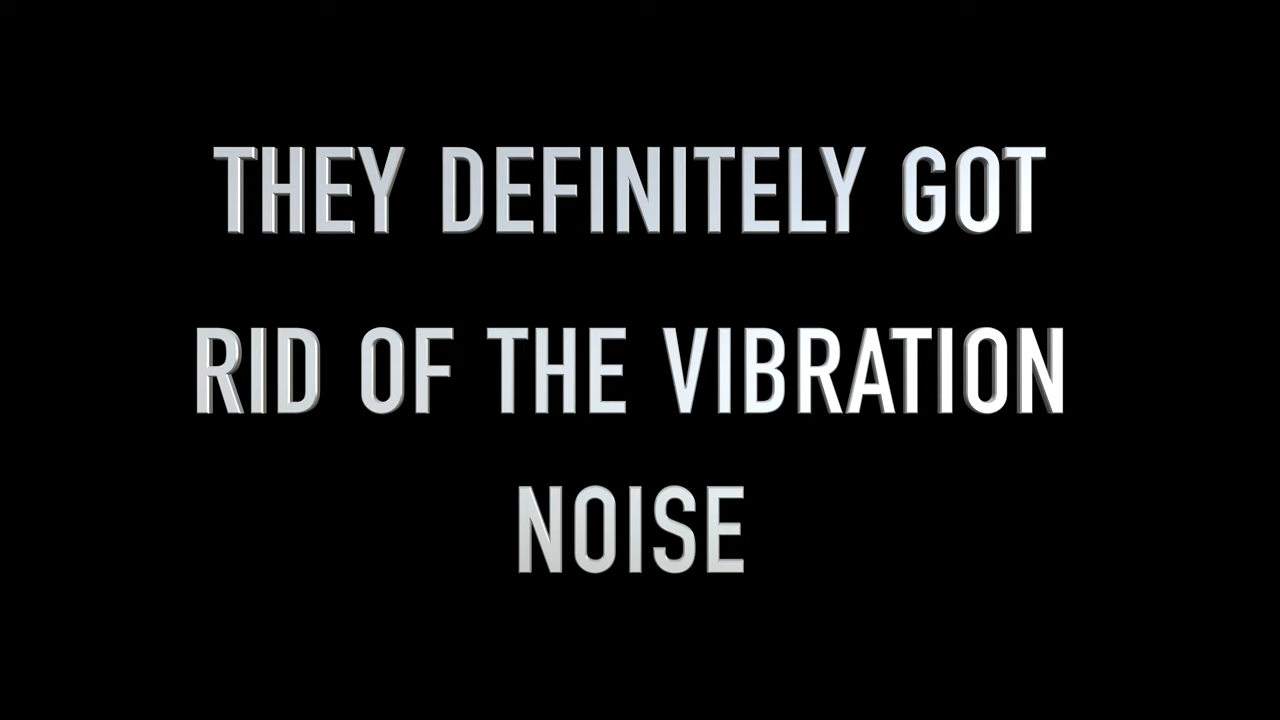 THEY DEFINITELY GOT
RID OF THE VIBRATION
NOISE